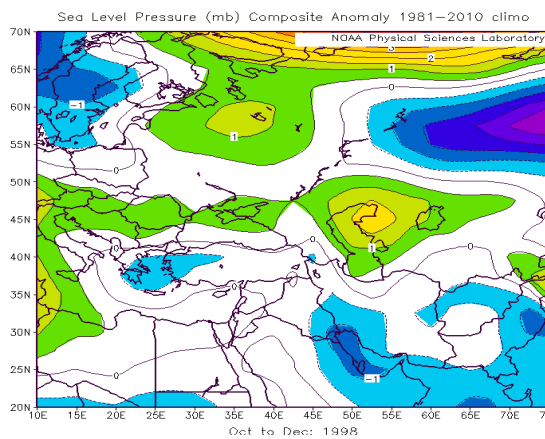 Sea Level Pressure (mb) Composite Anomaly 1981−2010 climo
NOAA Physical Sciences Laboratory
70N
65N
60N
55N
50N
45N
40N
35N
30N
25N
20N
3
2
1
0
−1
1
0
0
1
0
0
0
−1
10E 15E 20E 25E 30E 35E 40E 45E 50E 55E 60E 65E 70E
Oct to Dec: 1998